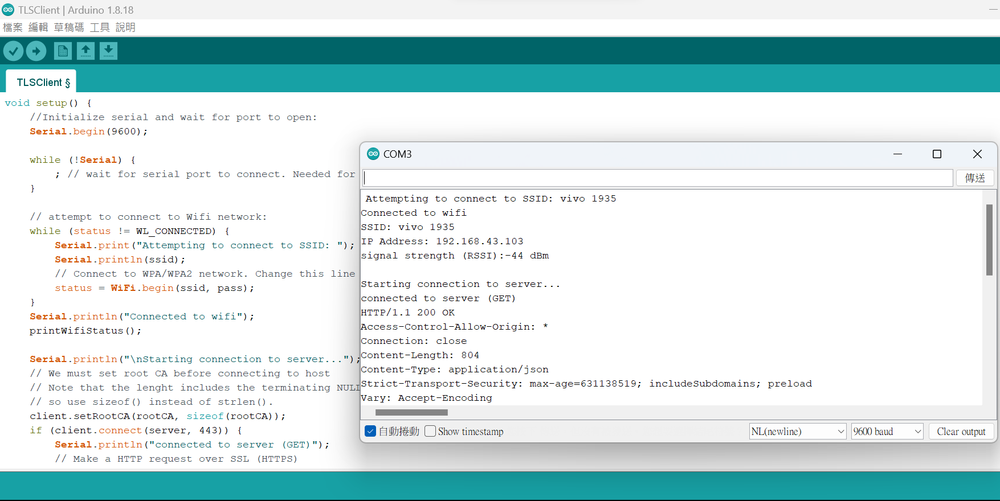 TLSClient | Arduino 1.8.18
檔案 編輯 草稿碼 工具 說明
TLSClient §
void setup() {
//Initialize serial and wait for port to open:
Serial.begin(9600);
while (!Serial) {
; // wait for serial port to connect. Needed for
}
// attempt to connect to Wifi network:
while (status != WL_CONNECTED) {
Serial.print("Attempting to connect to SSID: ");
Serial.println(ssid);
// Connect to WPA/WPA2 network. Change this line
status = WiFi.begin(ssid, pass);
}
Serial.println("Connected to wifi");
printWifiStatus();
Serial.println("\nStarting connection to server...");
// We must set root CA before connecting to host
// Note that the lenght includes the terminating NULL
// so use sizeof() instead of strlen().
client.setRootCA(rootCA, sizeof(rootCA));
if (client.connect(server, 443)) {
Serial.println("connected to server (GET)");
// Make a HTTP request over SSL (HTTPS)
COM3
傳送
Attempting to connect to SSID: vivo 1935
Connected to wifi
SSID: vivo 1935
IP Address: 192.168.43.103
signal strength (RSSI):-44 dBm
Starting connection to server...
connected to server (GET)
HTTP/1.1 200 OK
Access-Control-Allow-Origin: *
Connection: close
Content-Length: 804
Content-Type: application/json
Strict-Transport-Security: max-age=631138519; includeSubdomains; preload
Vary: Accept-Encoding
自動捲動 Show timestamp NL(newline) 9600 baud Clear output